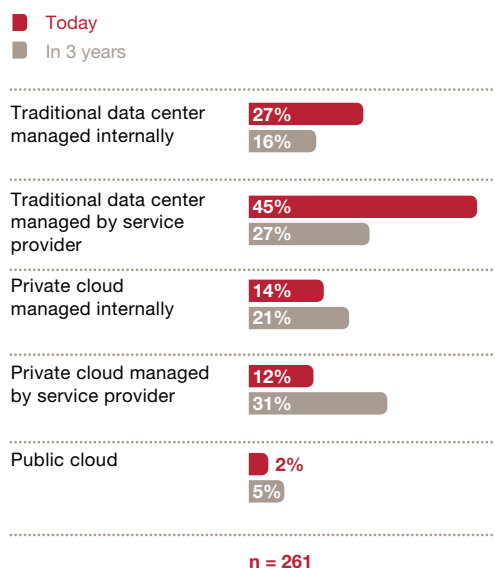 Today
In 3 years
Traditional data center
managed internally
27%
16%
Traditional data center
managed by service
provider
45%
27%
Private cloud
managed internally
14%
21%
Private cloud managed
by service provider
12%
31%
Public cloud
2%
5%
n = 261